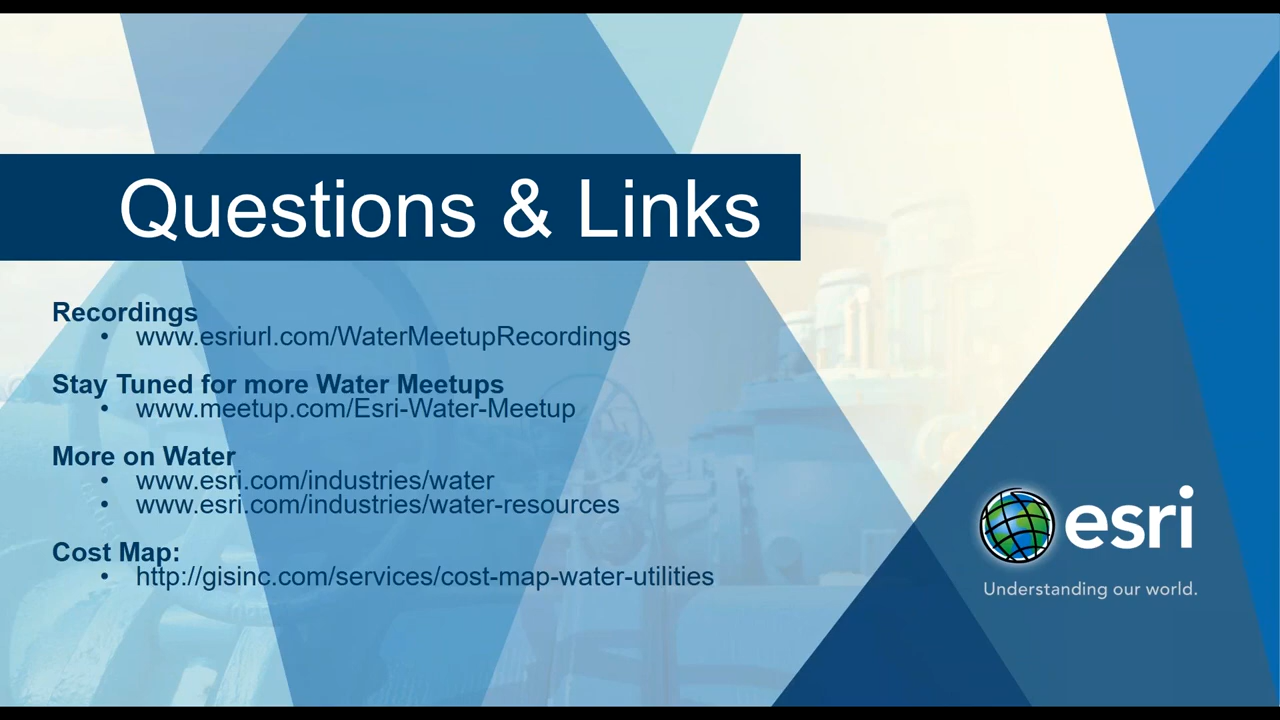 Questions & Links
Recordings
• www.esriurl.com/WaterMeetupRecordings
Stay Tuned for more Water Meetups
• www.meetup.com/Esri-Water-Meetup
More on Water
• www.esri.com/industries/water
• www.esri.com/industries/water-resources
Cost Map:
• http://gisinc.com/services/cost-map-water-utilities
esri
Understanding our world.